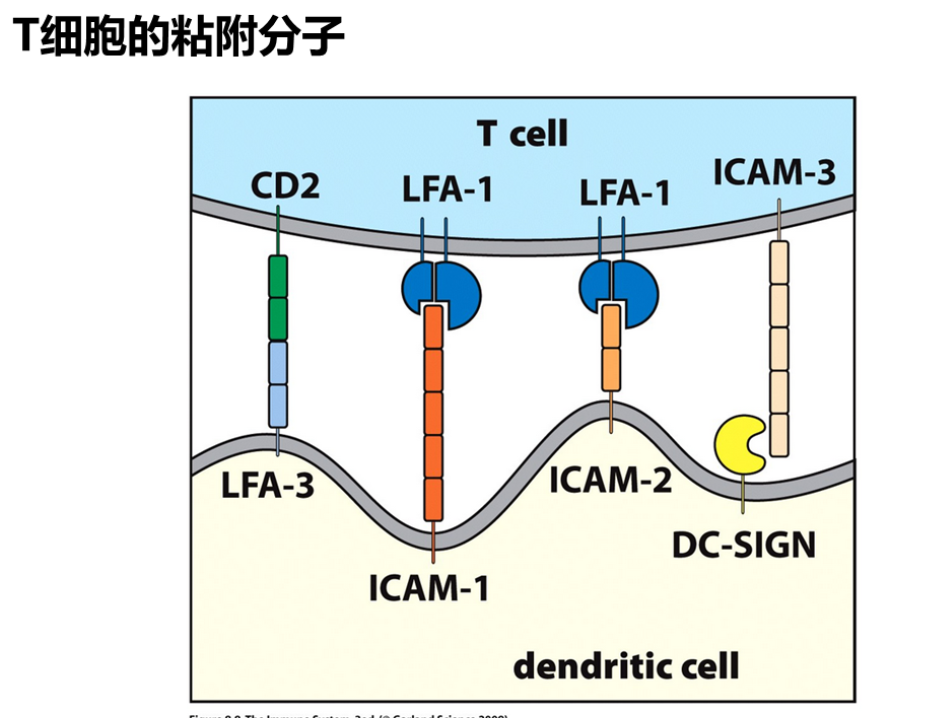 T细胞的粘附分子
T cell
CD2
LFA-1
LFA-1
ICAM-3
LFA-3
ICAM-2
DC-SIGN
ICAM-1
dendritic cell